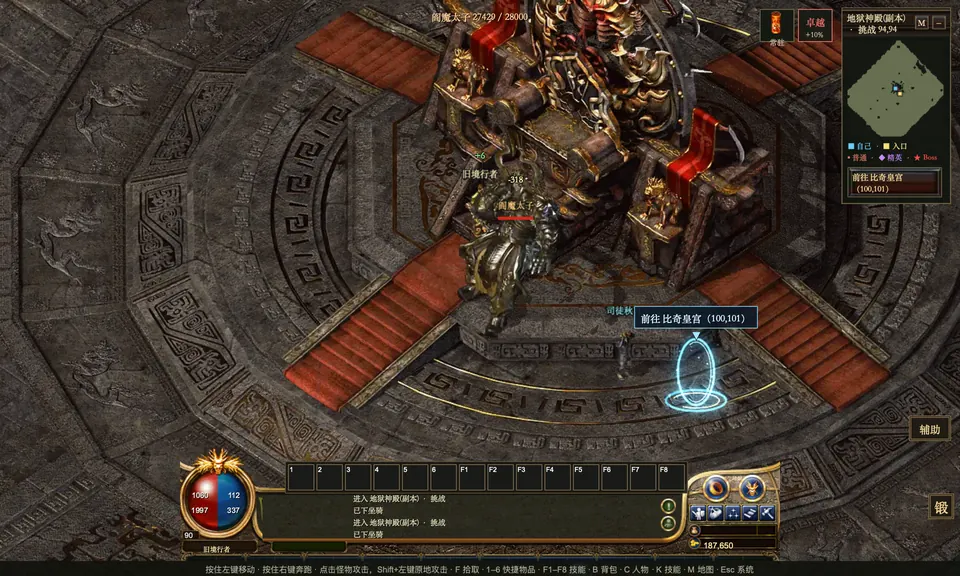 阎魔太子 27429 / 28000
常驻
卓越
+10%
地狱神殿(副本)
· 挑战 94,94
M
−
自己 · 入口
• 普通 · 精英 · Boss
前往 比奇皇宫
(100,101)
+6
旧境行者
-318
阎魔太子
司徒秋
前往 比奇皇宫 (100,101)
辅助
锻
1 2 3 4 5 6 F1 F2 F3 F4 F5 F6 F7 F8
进入 地狱神殿(副本) · 挑战
已下坐骑
进入 地狱神殿(副本) · 挑战
已下坐骑
1060 112
1997 337
90
旧境行者
187,650
按住左键移动 · 按住右键奔跑 · 点击怪物攻击, Shift+左键原地攻击 · F 拾取 · 1–6 快捷物品 · F1–F8 技能 · B 背包 · C 人物 · K 技能 · M 地图 · Esc 系统